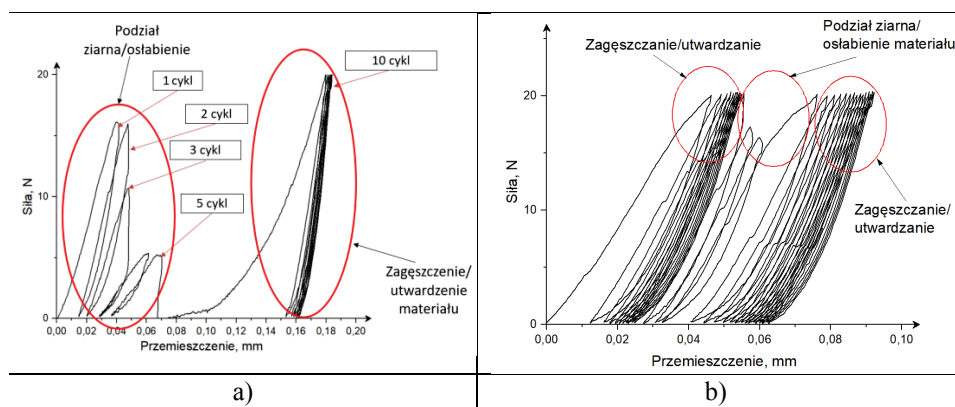 Podział
ziarna/osłabienie
1 cykl
2 cykl
3 cykl
5 cykl
10 cykl
Zagęszczenie/
utwardzenie
materiału
Siła, N
20
10
0
0,00
0,02
0,04
0,06
0,08
0,10
0,12
0,14
0,16
0,18
0,20
Przemieszczenie, mm
a)
Zagęszczanie/utwardzanie
Podział ziarna/
osłabienie materiału
Zagęszczanie/
utwardzanie
Siła, N
20
10
0
0,00
0,02
0,04
0,06
0,08
0,10
Przemieszczenie, mm
b)